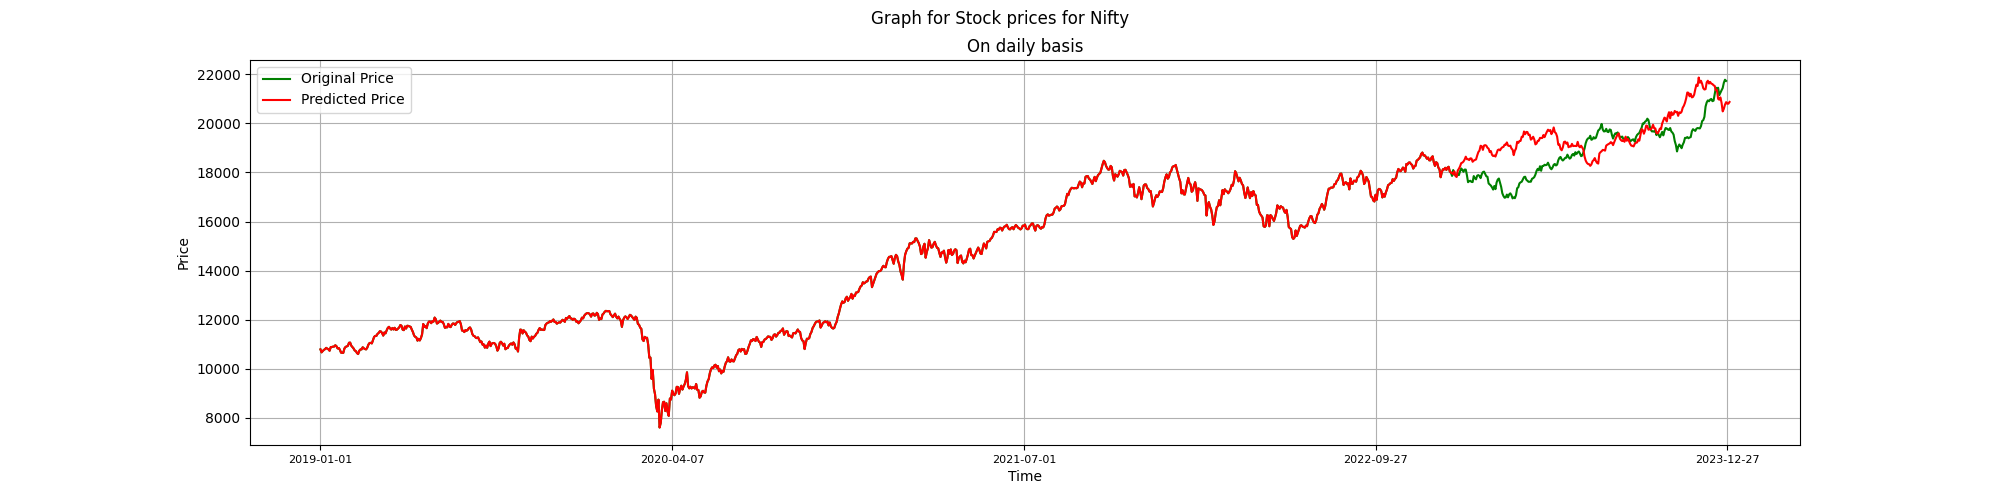 Graph for Stock prices for Nifty
On daily basis
Original Price
Predicted Price
22000
20000
18000
16000
14000
12000
10000
8000
Price
2019-01-01
2020-04-07
2021-07-01
2022-09-27
2023-12-27
Time